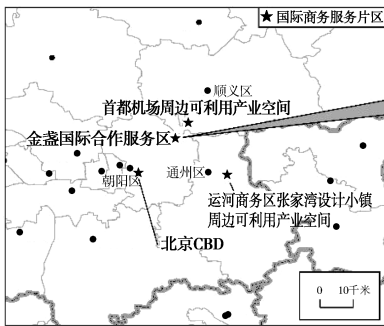 ★国际商务服务片区
顺义区
首都机场周边可利用产业空间
金盏国际合作服务区
朝阳区
通州区
运河商务区张家湾设计小镇
周边可利用产业空间
北京CBD
0 10千米